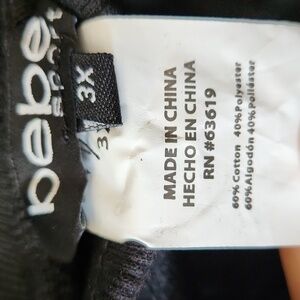 bebe
SPORT
3X
MADE IN CHINA
HECHO EN CHINA
RN #63619
60% Cotton 40% Polyester
60% Algodón 40% Poliéster